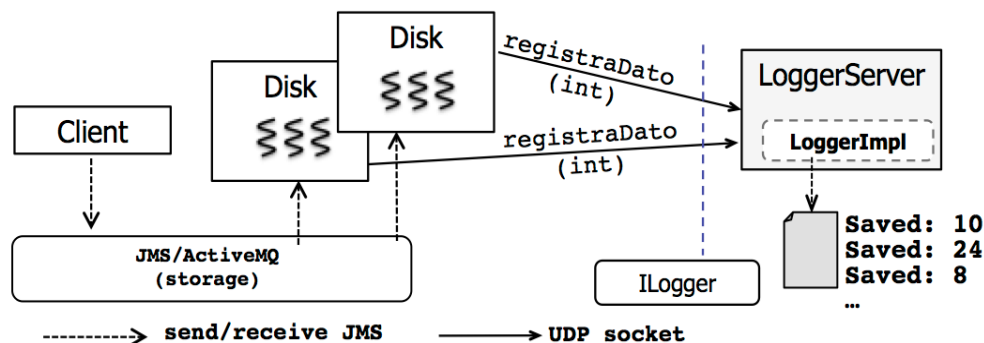 Disk
Disk
Client
registraDato
(int)
registraDato
(int)
LoggerServer
LoggerImpl
Saved: 10
Saved: 24
Saved: 8
…
JMS/ActiveMQ
(storage)
ILogger
send/receive JMS
UDP socket